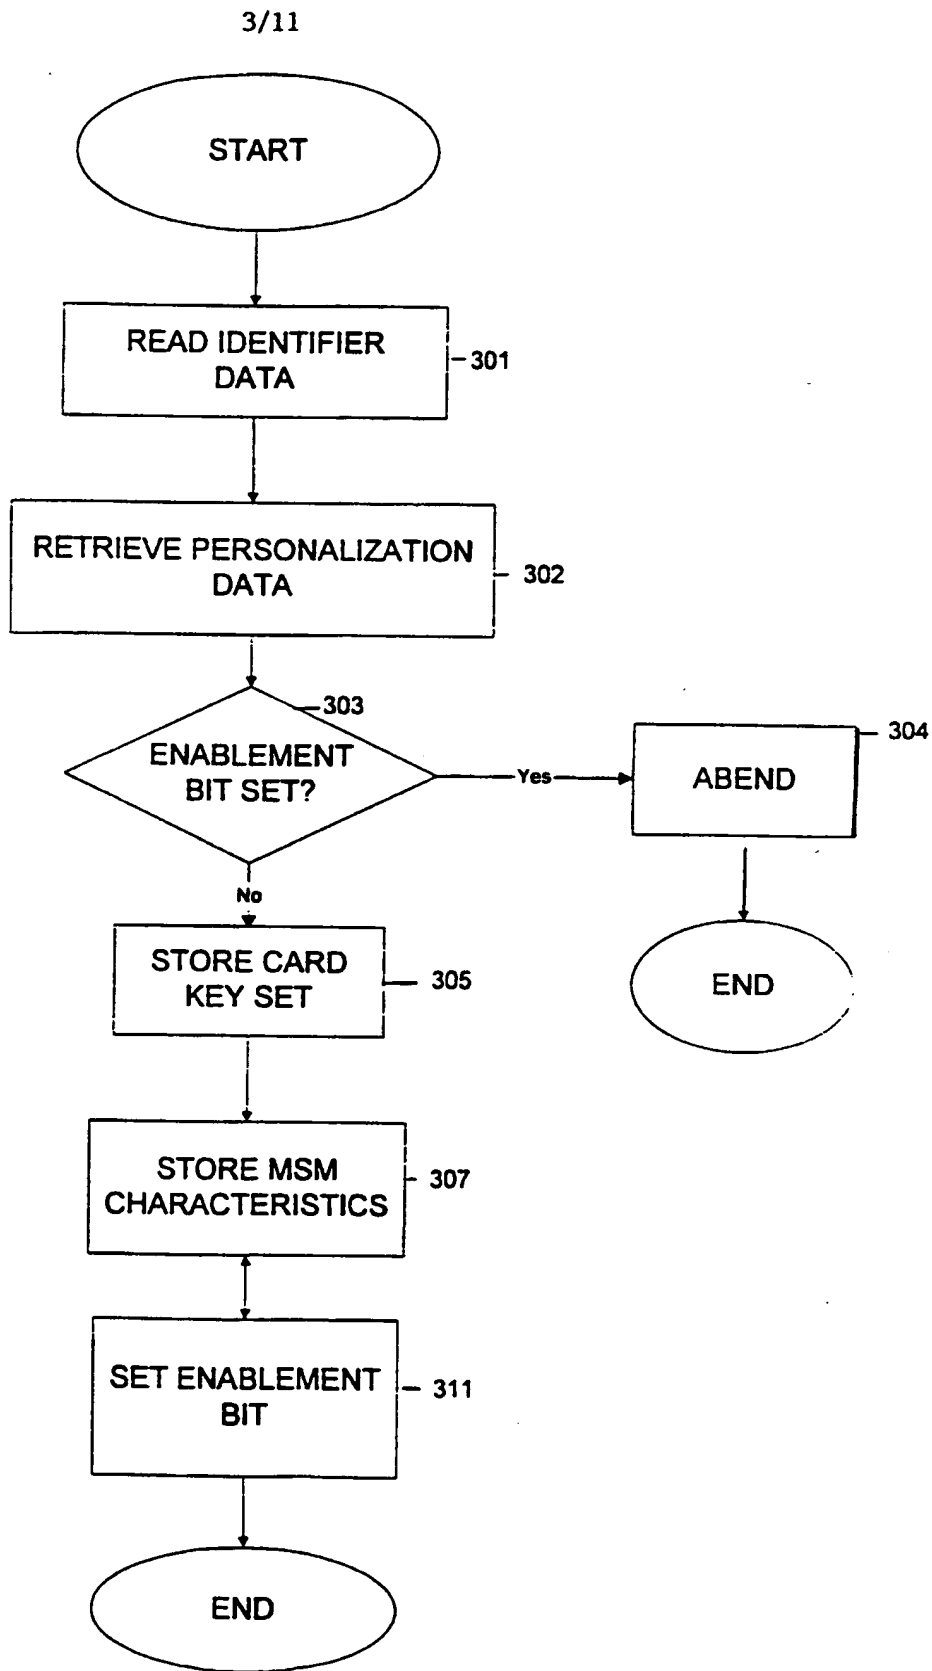 3/11
START
READ IDENTIFIER
DATA
301
RETRIEVE PERSONALIZATION
DATA
302
303
ENABLEMENT
BIT SET?
Yes
ABEND
304
END
No
STORE CARD
KEY SET
305
STORE MSM
CHARACTERISTICS
307
SET ENABLEMENT
BIT
311
END